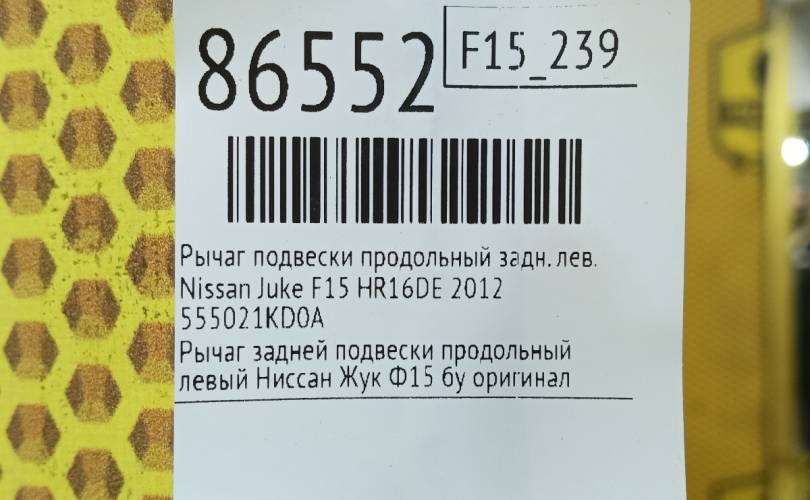 86552
F15_239
Рычаг подвески продольный задн. лев.
Nissan Juke F15 HR16DE 2012
555021KD0A
Рычаг задней подвески продольный
левый Ниссан Жук Ф15 бу оригинал